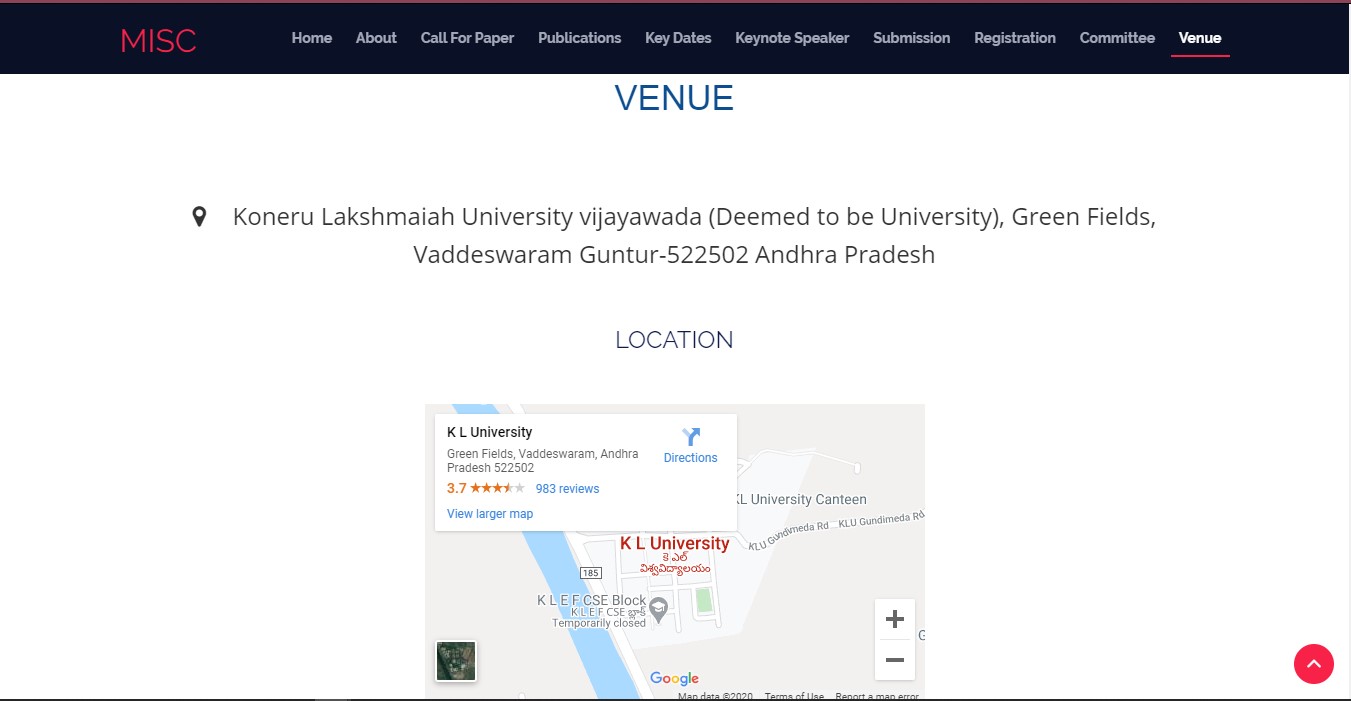 MISC
Home About Call For Paper Publications Key Dates Keynote Speaker Submission Registration Committee Venue
VENUE
Koneru Lakshmaiah University vijayawada (Deemed to be University), Green Fields,
Vaddeswaram Guntur-522502 Andhra Pradesh
LOCATION
K L University
Green Fields, Vaddeswaram, Andhra
Pradesh 522502
3.7 983 reviews
View larger map
Directions
KL University Canteen
KLU Gundimeda Rd KLU Gundimeda Rd
K L University
కె ఎల్
విశ్వవిద్యాలయం
185
K L E F CSE Block
K L E F CSE బ్లాక్
Temporarily closed
G
Google
Map data ©2020 Terms of Use Report a map error